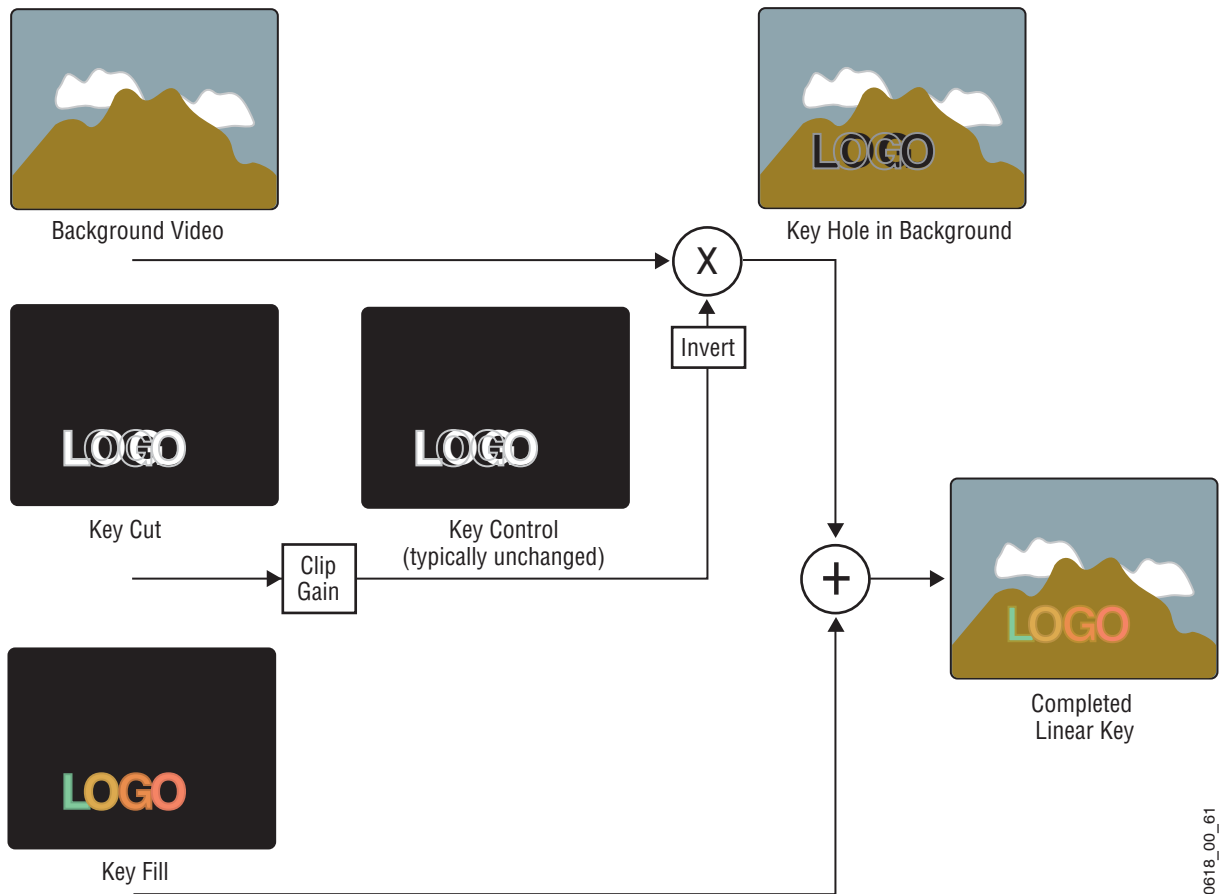 LOGO
Background Video
Key Hole in Background
X
Invert
LOGO
LOGO
Key Cut
Key Control
(typically unchanged)
Clip
Gain
+
LOGO
Completed
Linear Key
LOGO
Key Fill
0618_00_61